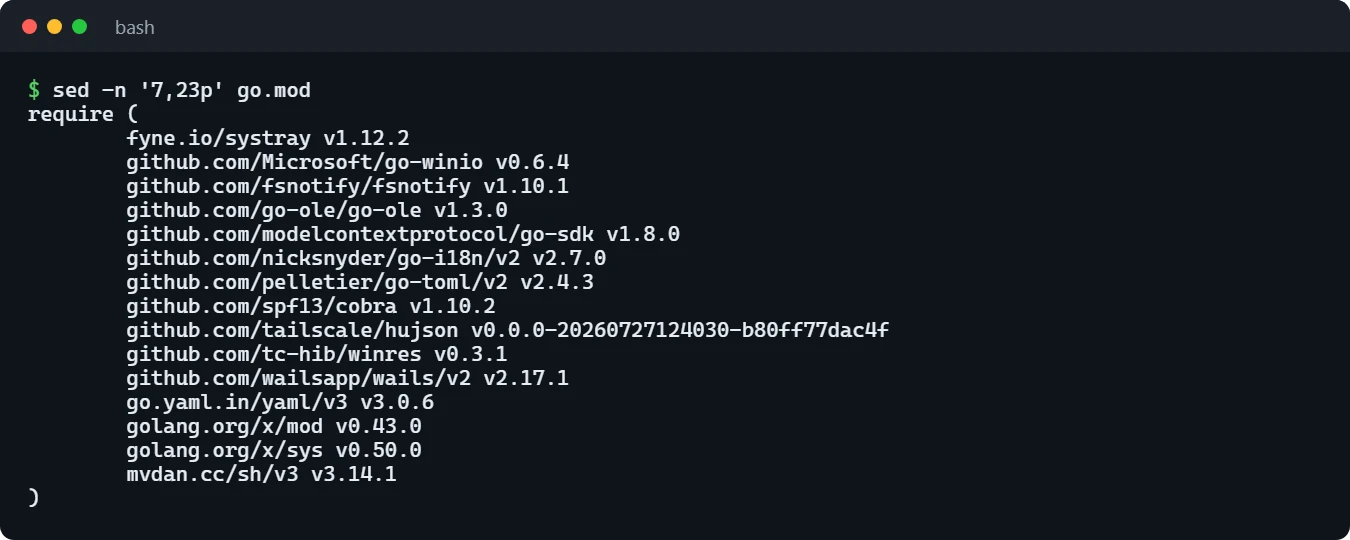 bash
$ sed -n '7,23p' go.mod
require (
        fyne.io/systray v1.12.2
        github.com/Microsoft/go-winio v0.6.4
        github.com/fsnotify/fsnotify v1.10.1
        github.com/go-ole/go-ole v1.3.0
        github.com/modelcontextprotocol/go-sdk v1.8.0
        github.com/nicksnyder/go-i18n/v2 v2.7.0
        github.com/pelletier/go-toml/v2 v2.4.3
        github.com/spf13/cobra v1.10.2
        github.com/tailscale/hujson v0.0.0-20260727124030-b80ff77dac4f
        github.com/tc-hib/winres v0.3.1
        github.com/wailsapp/wails/v2 v2.17.1
        go.yaml.in/yaml/v3 v3.0.6
        golang.org/x/mod v0.43.0
        golang.org/x/sys v0.50.0
        mvdan.cc/sh/v3 v3.14.1
)